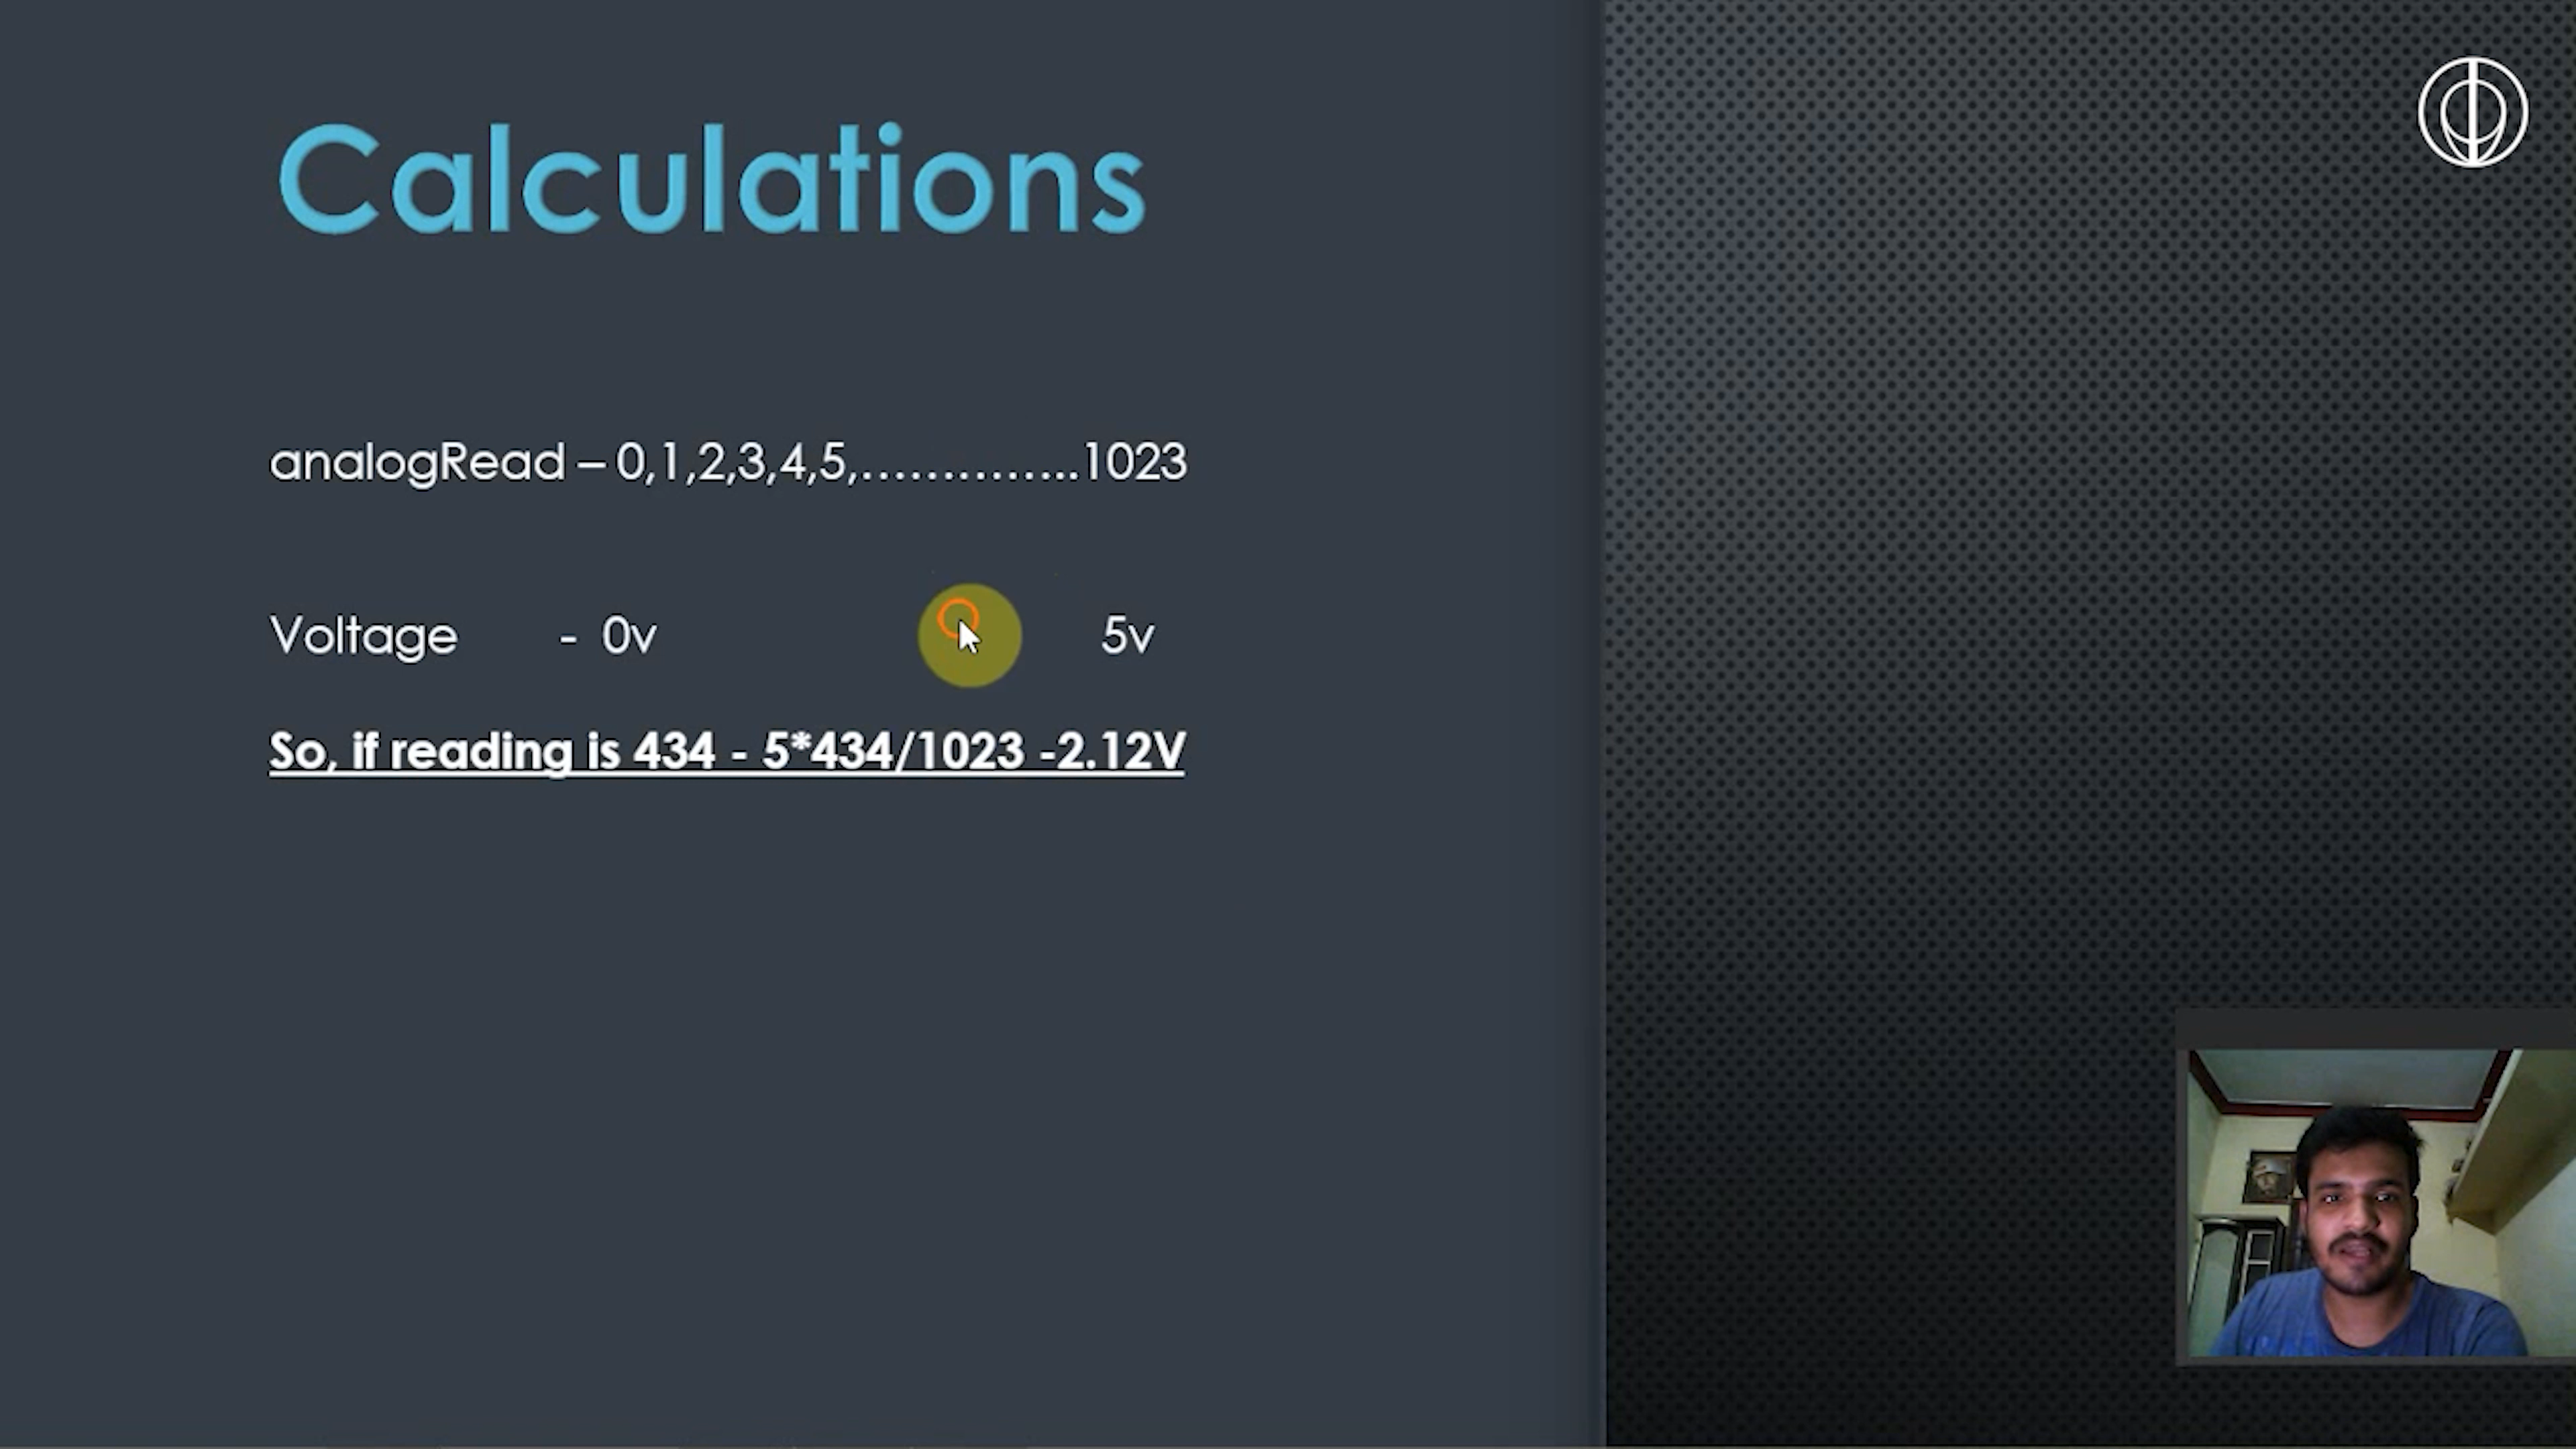 Calculations
analogRead – 0,1,2,3,4,5,…………..1023
Voltage - 0v 5v
So, if reading is 434 - 5*434/1023 -2.12V